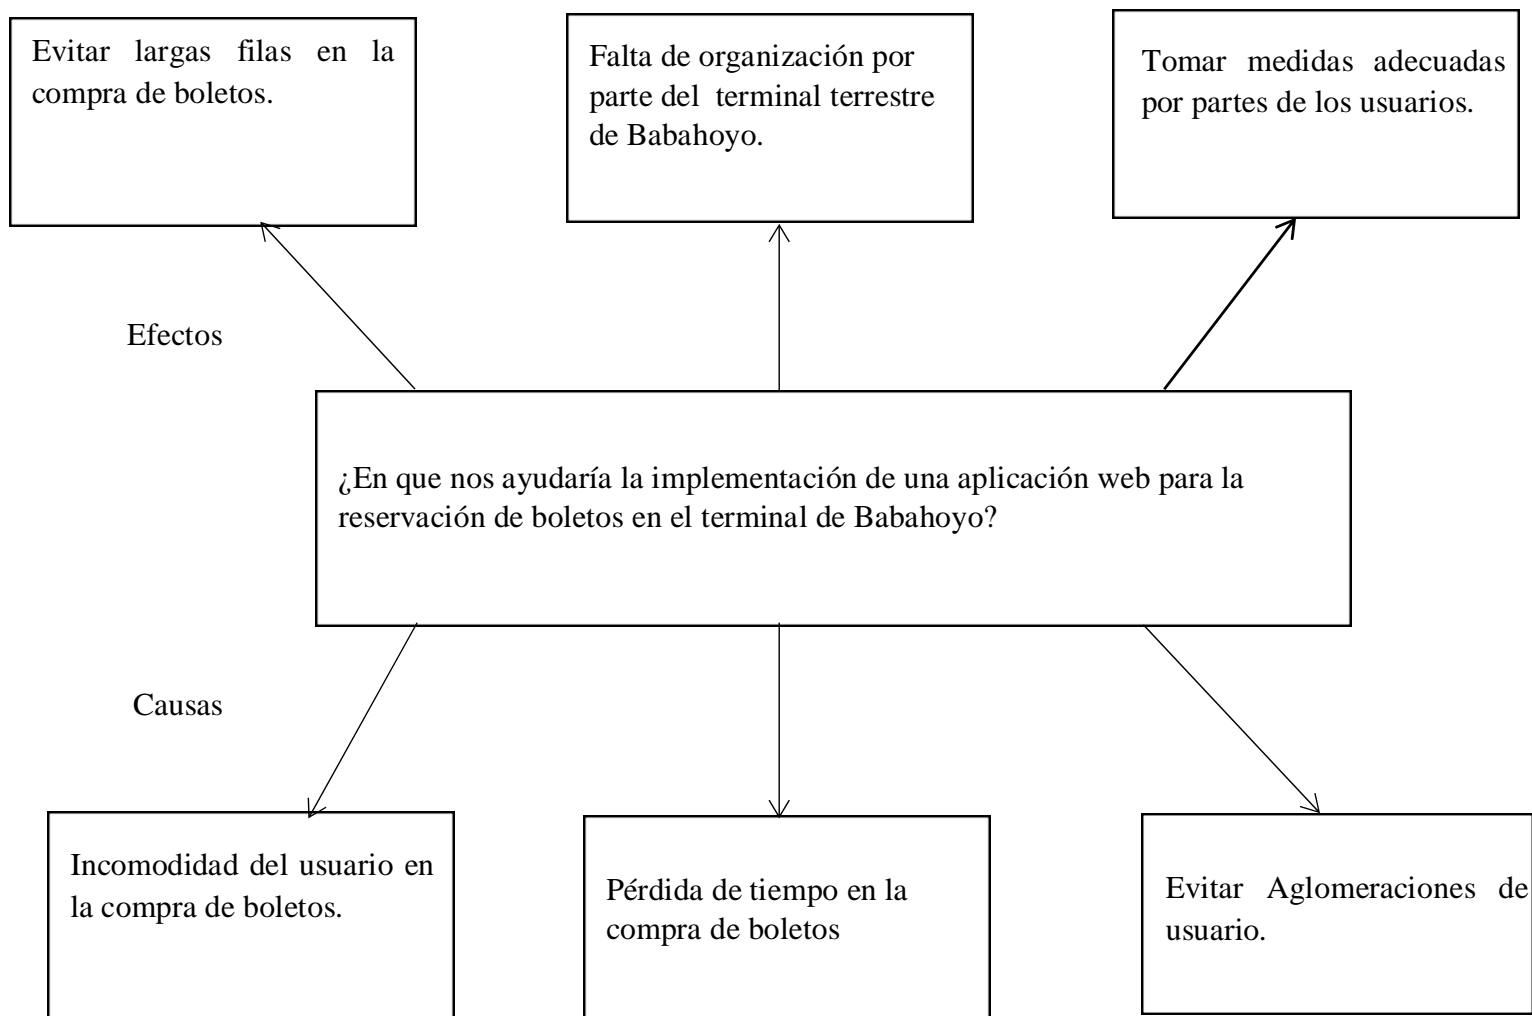 Evitar largas filas en la
compra de boletos.
Falta de organización por
parte del terminal terrestre
de Babahoyo.
Tomar medidas adecuadas
por partes de los usuarios.
Efectos
¿En que nos ayudaría la implementación de una aplicación web para la
reservación de boletos en el terminal de Babahoyo?
Causas
Incomodidad del usuario en
la compra de boletos.
Pérdida de tiempo en la
compra de boletos
Evitar Aglomeraciones de
usuario.